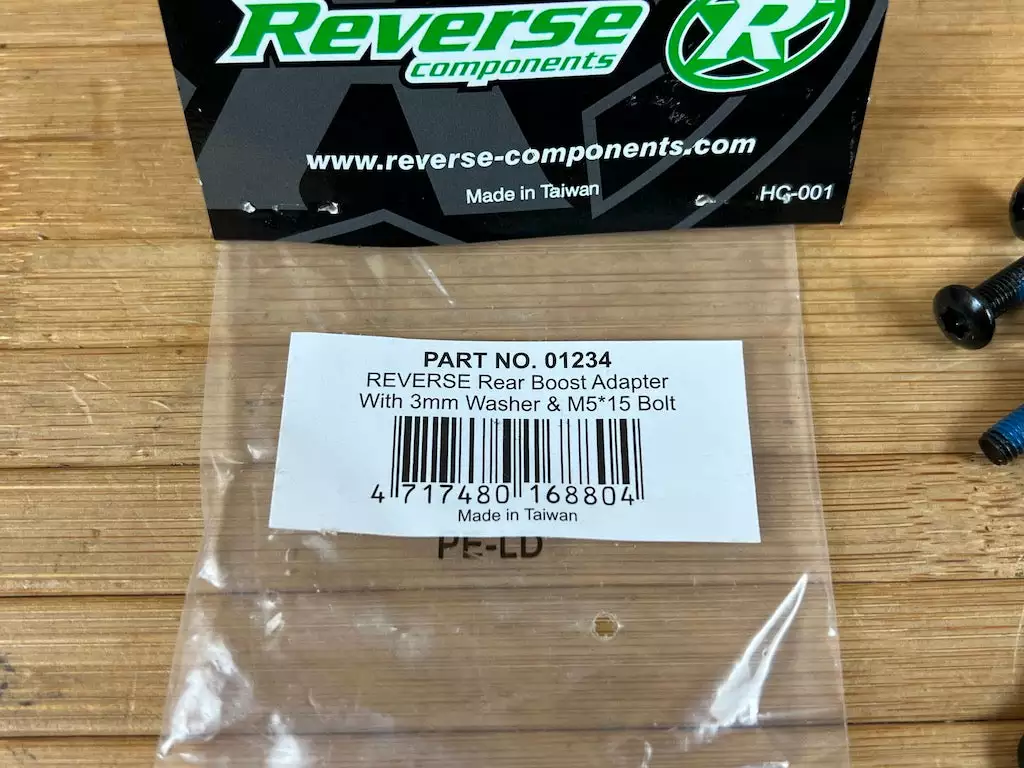 Reverse
components
R
www.reverse-components.com
Made in Taiwan
HC-001
PART NO. 01234
REVERSE Rear Boost Adapter
With 3mm Washer & M5*15 Bolt
4 717480 168804
Made in Taiwan
PE-LD